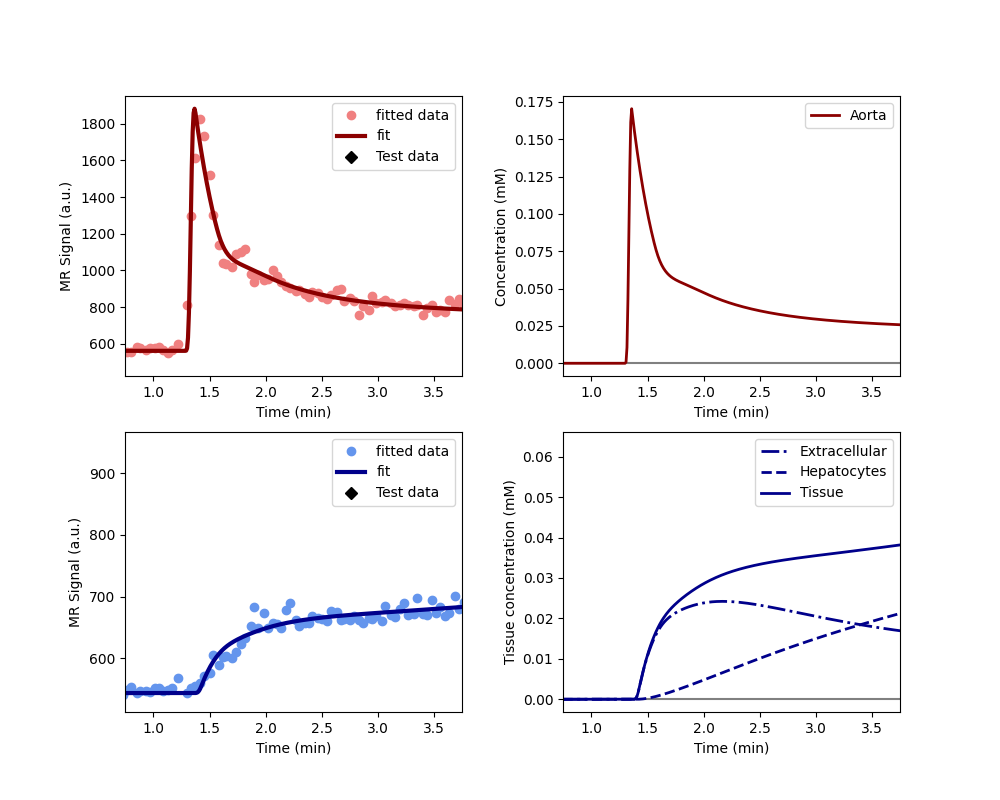 1800
1600
1400
1200
1000
800
600
MR Signal (a.u.)
fitted data
fit
Test data
1.0 1.5 2.0 2.5 3.0 3.5
Time (min)
0.175
0.150
0.125
0.100
0.075
0.050
0.025
0.000
Concentration (mM)
Aorta
1.0 1.5 2.0 2.5 3.0 3.5
Time (min)
900
800
700
600
MR Signal (a.u.)
fitted data
fit
Test data
1.0 1.5 2.0 2.5 3.0 3.5
Time (min)
0.06
0.05
0.04
0.03
0.02
0.01
0.00
Tissue concentration (mM)
Extracellular
Hepatocytes
Tissue
1.0 1.5 2.0 2.5 3.0 3.5
Time (min)